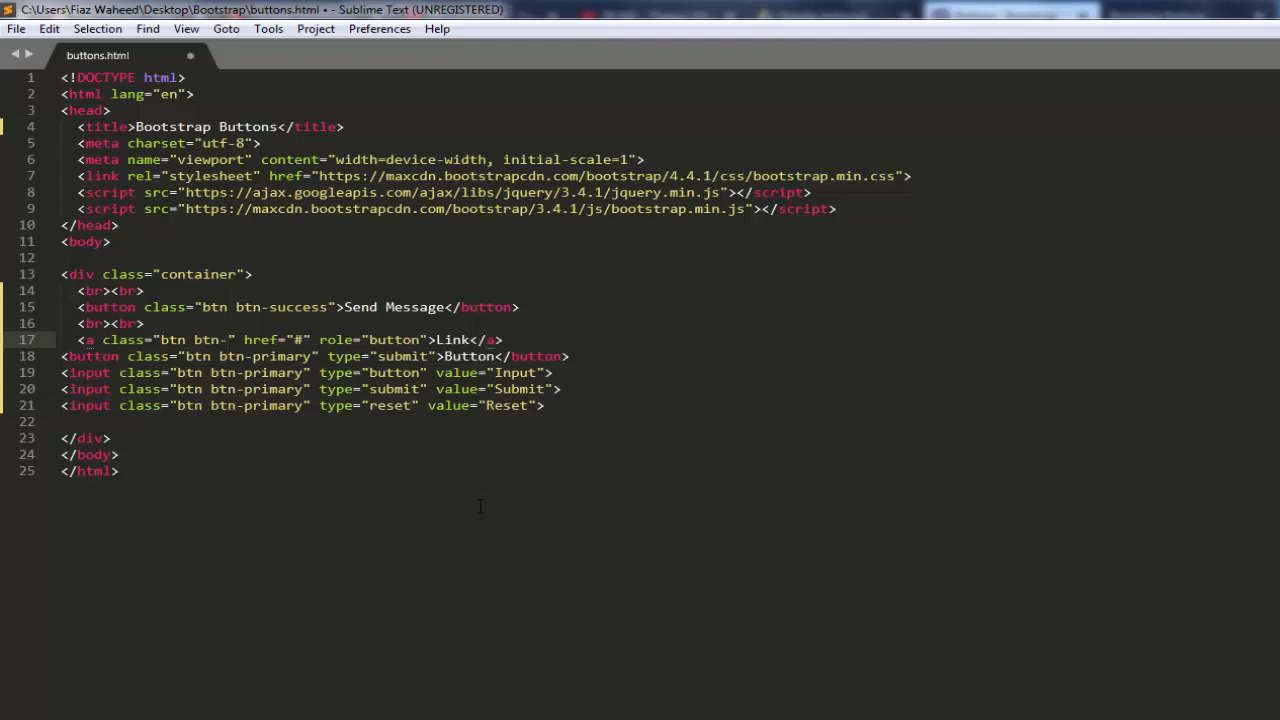 C:\Users\Fiaz Waheed\Desktop\Bootstrap\buttons.html • - Sublime Text (UNREGISTERED)
File Edit Selection Find View Goto Tools Project Preferences Help
buttons.html
1 <!DOCTYPE html>
2 <html lang="en">
3 <head>
4 <title>Bootstrap Buttons</title>
5 <meta charset="utf-8">
6 <meta name="viewport" content="width=device-width, initial-scale=1">
7 <link rel="stylesheet" href="https://maxcdn.bootstrapcdn.com/bootstrap/4.4.1/css/bootstrap.min.css">
8 <script src="https://ajax.googleapis.com/ajax/libs/jquery/3.4.1/jquery.min.js"></script>
9 <script src="https://maxcdn.bootstrapcdn.com/bootstrap/3.4.1/js/bootstrap.min.js"></script>
10 </head>
11 <body>
12
13 <div class="container">
14 <br><br>
15 <button class="btn btn-success">Send Message</button>
16 <br><br>
17 <a class="btn btn-" href="#" role="button">Link</a>
18 <button class="btn btn-primary" type="submit">Button</button>
19 <input class="btn btn-primary" type="button" value="Input">
20 <input class="btn btn-primary" type="submit" value="Submit">
21 <input class="btn btn-primary" type="reset" value="Reset">
22
23 </div>
24 </body>
25 </html>